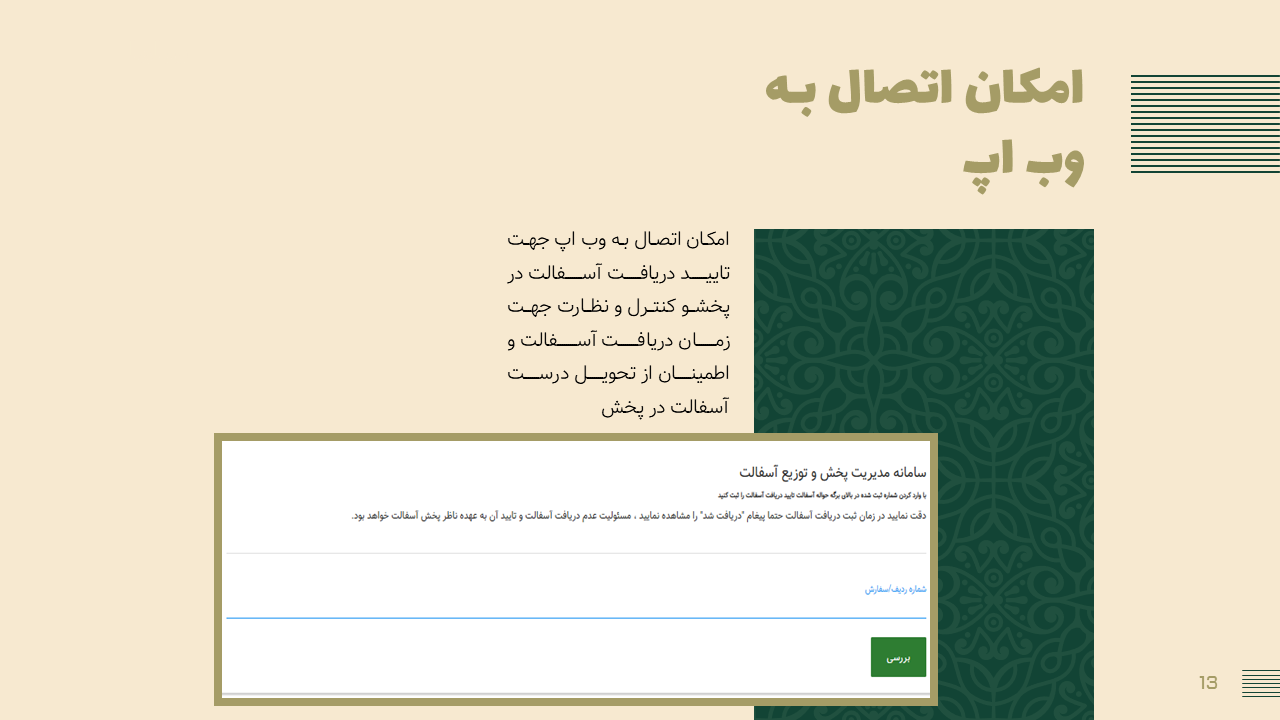 امکان اتصال به
وب اپ
امکان اتصال به وب اپ جهت
تایید دریافت آسفالت در
پخشو کنترل و نظارت جهت
زمان دریافت آسفالت و
اطمینان از تحویل درست
آسفالت در پخش
سامانه مدیریت پخش و توزیع آسفالت
با وارد کردن شماره ثبت شده در بالای برگه حواله آسفالت تایید دریافت آسفالت را ثبت کنید
دقت نمایید در زمان ثبت دریافت آسفالت حتما پیغام "دریافت شد" را مشاهده نمایید ، مسئولیت عدم دریافت آسفالت و تایید آن به عهده ناظر پخش آسفالت خواهد بود.
شماره ردیف/سفارش
بررسی
13